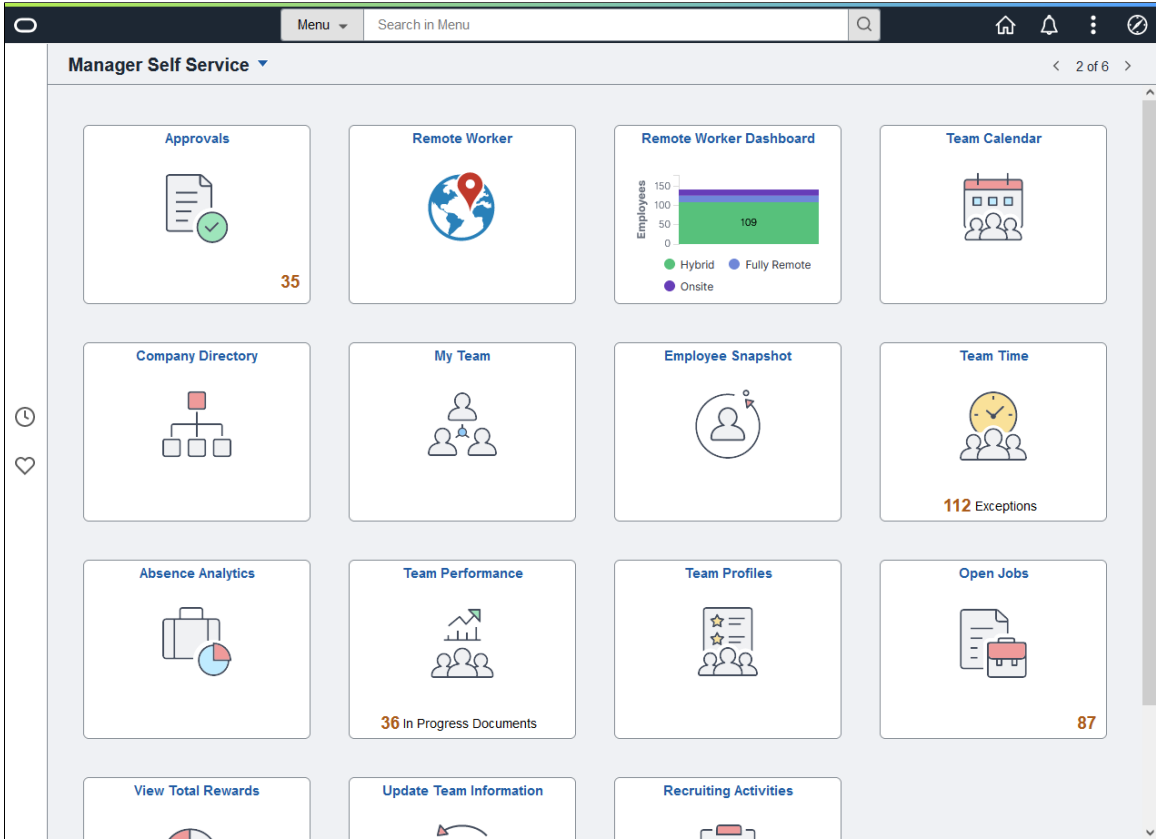 Menu
Search in Menu
Manager Self Service
2 of 6
Approvals
35
Remote Worker
Remote Worker Dashboard
Employees
150
100
50
0
109
Hybrid
Fully Remote
Onsite
Team Calendar
Company Directory
My Team
Employee Snapshot
Team Time
112 Exceptions
Absence Analytics
Team Performance
36 In Progress Documents
Team Profiles
Open Jobs
87
View Total Rewards
Update Team Information
Recruiting Activities